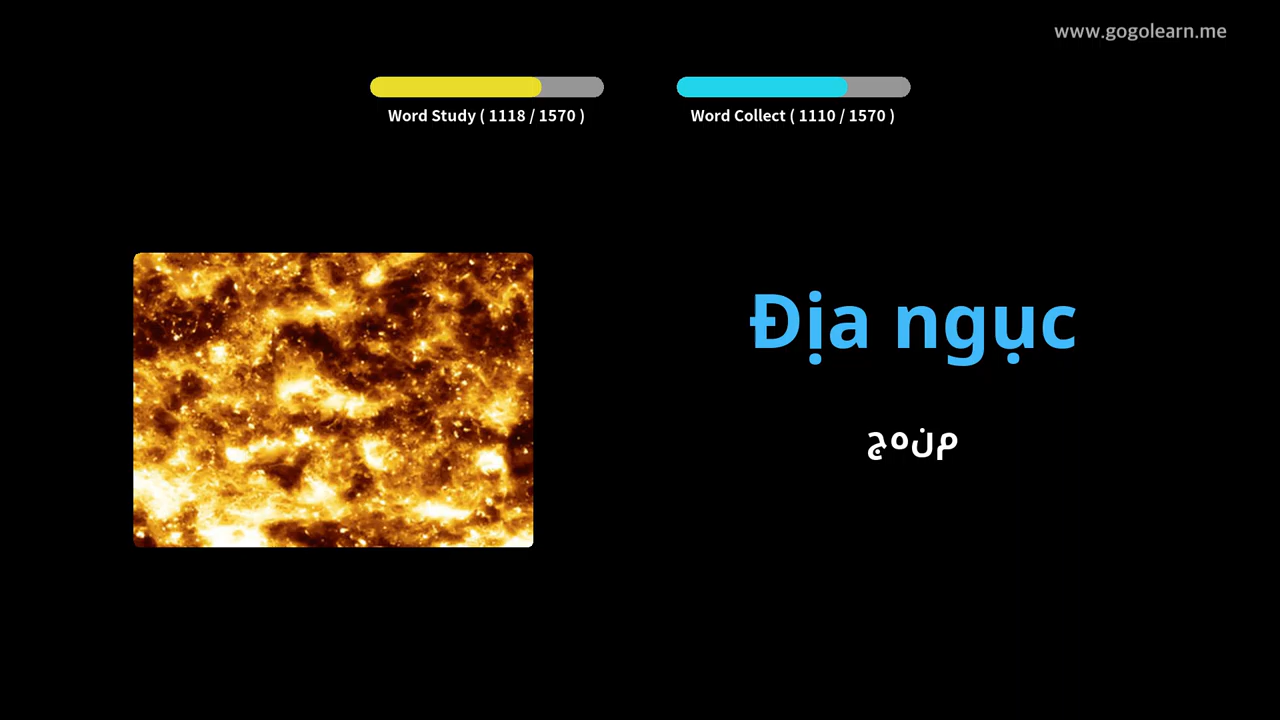 www.gogolearn.me
Word Study ( 1118 / 1570 )
Word Collect ( 1110 / 1570 )
Địa ngục
جهنم